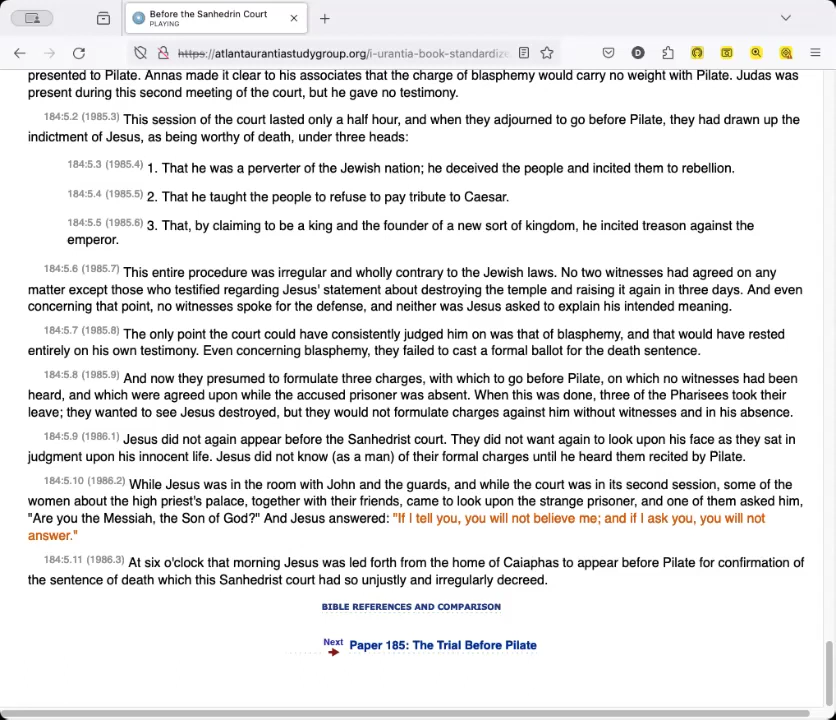 Before the Sanhedrin Court
PLAYING
https://atlantaurantiastudygroup.org/i-urantia-book-standardize
presented to Pilate. Annas made it clear to his associates that the charge of blasphemy would carry no weight with Pilate. Judas was
present during this second meeting of the court, but he gave no testimony.
184:5.2 (1985.3) This session of the court lasted only a half hour, and when they adjourned to go before Pilate, they had drawn up the
indictment of Jesus, as being worthy of death, under three heads:
184:5.3 (1985.4) 1. That he was a perverter of the Jewish nation; he deceived the people and incited them to rebellion.
184:5.4 (1985.5) 2. That he taught the people to refuse to pay tribute to Caesar.
184:5.5 (1985.6) 3. That, by claiming to be a king and the founder of a new sort of kingdom, he incited treason against the
emperor.
184:5.6 (1985.7) This entire procedure was irregular and wholly contrary to the Jewish laws. No two witnesses had agreed on any
matter except those who testified regarding Jesus' statement about destroying the temple and raising it again in three days. And even
concerning that point, no witnesses spoke for the defense, and neither was Jesus asked to explain his intended meaning.
184:5.7 (1985.8) The only point the court could have consistently judged him on was that of blasphemy, and that would have rested
entirely on his own testimony. Even concerning blasphemy, they failed to cast a formal ballot for the death sentence.
184:5.8 (1985.9) And now they presumed to formulate three charges, with which to go before Pilate, on which no witnesses had been
heard, and which were agreed upon while the accused prisoner was absent. When this was done, three of the Pharisees took their
leave; they wanted to see Jesus destroyed, but they would not formulate charges against him without witnesses and in his absence.
184:5.9 (1986.1) Jesus did not again appear before the Sanhedrist court. They did not want again to look upon his face as they sat in
judgment upon his innocent life. Jesus did not know (as a man) of their formal charges until he heard them recited by Pilate.
184:5.10 (1986.2) While Jesus was in the room with John and the guards, and while the court was in its second session, some of the
women about the high priest's palace, together with their friends, came to look upon the strange prisoner, and one of them asked him,
"Are you the Messiah, the Son of God?" And Jesus answered: "If I tell you, you will not believe me; and if I ask you, you will not
answer."
184:5.11 (1986.3) At six o'clock that morning Jesus was led forth from the home of Caiaphas to appear before Pilate for confirmation of
the sentence of death which this Sanhedrist court had so unjustly and irregularly decreed.
BIBLE REFERENCES AND COMPARISON
Next Paper 185: The Trial Before Pilate